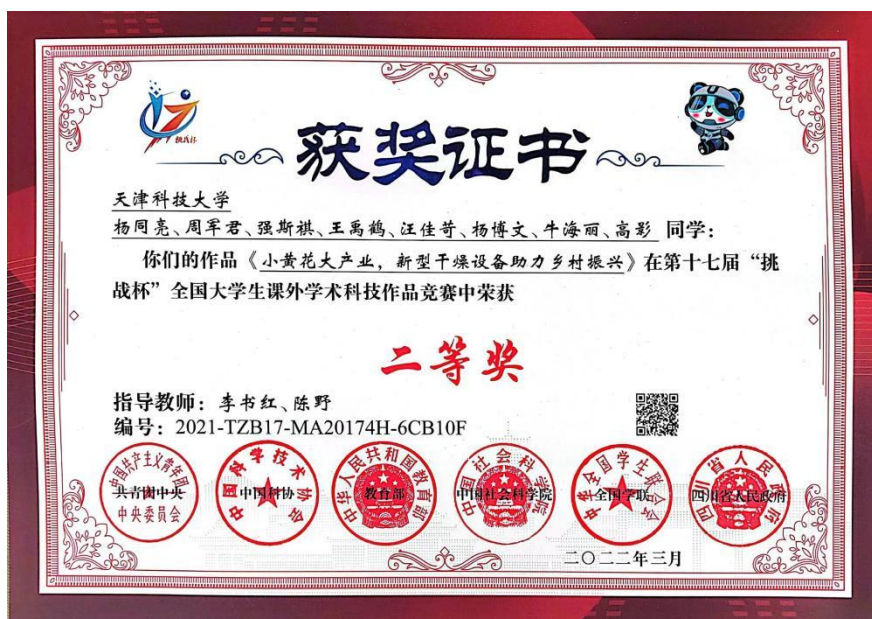 挑战杯
获奖证书
天津科技大学
杨同亮、周军君、强斯祺、王禹鹤、汪佳苛、杨博文、牛海丽、高影 同学：
你们的作品《小黄花大产业，新型干燥设备助力乡村振兴》在第十七届“挑
战杯”全国大学生课外学术科技作品竞赛中荣获
二等奖
指导教师：李书红、陈野
编号：2021-TZB17-MA20174H-6CB10F
中国共产主义青年团
共青团中央
中央委员会
中国科学技术协会
中国科协
中华人民共和国教育部
教育部
中国社会科学院
中国社会科学院
中华全国学生联合会
全国学联
四川省人民政府
四川省人民政府
二〇二二年三月